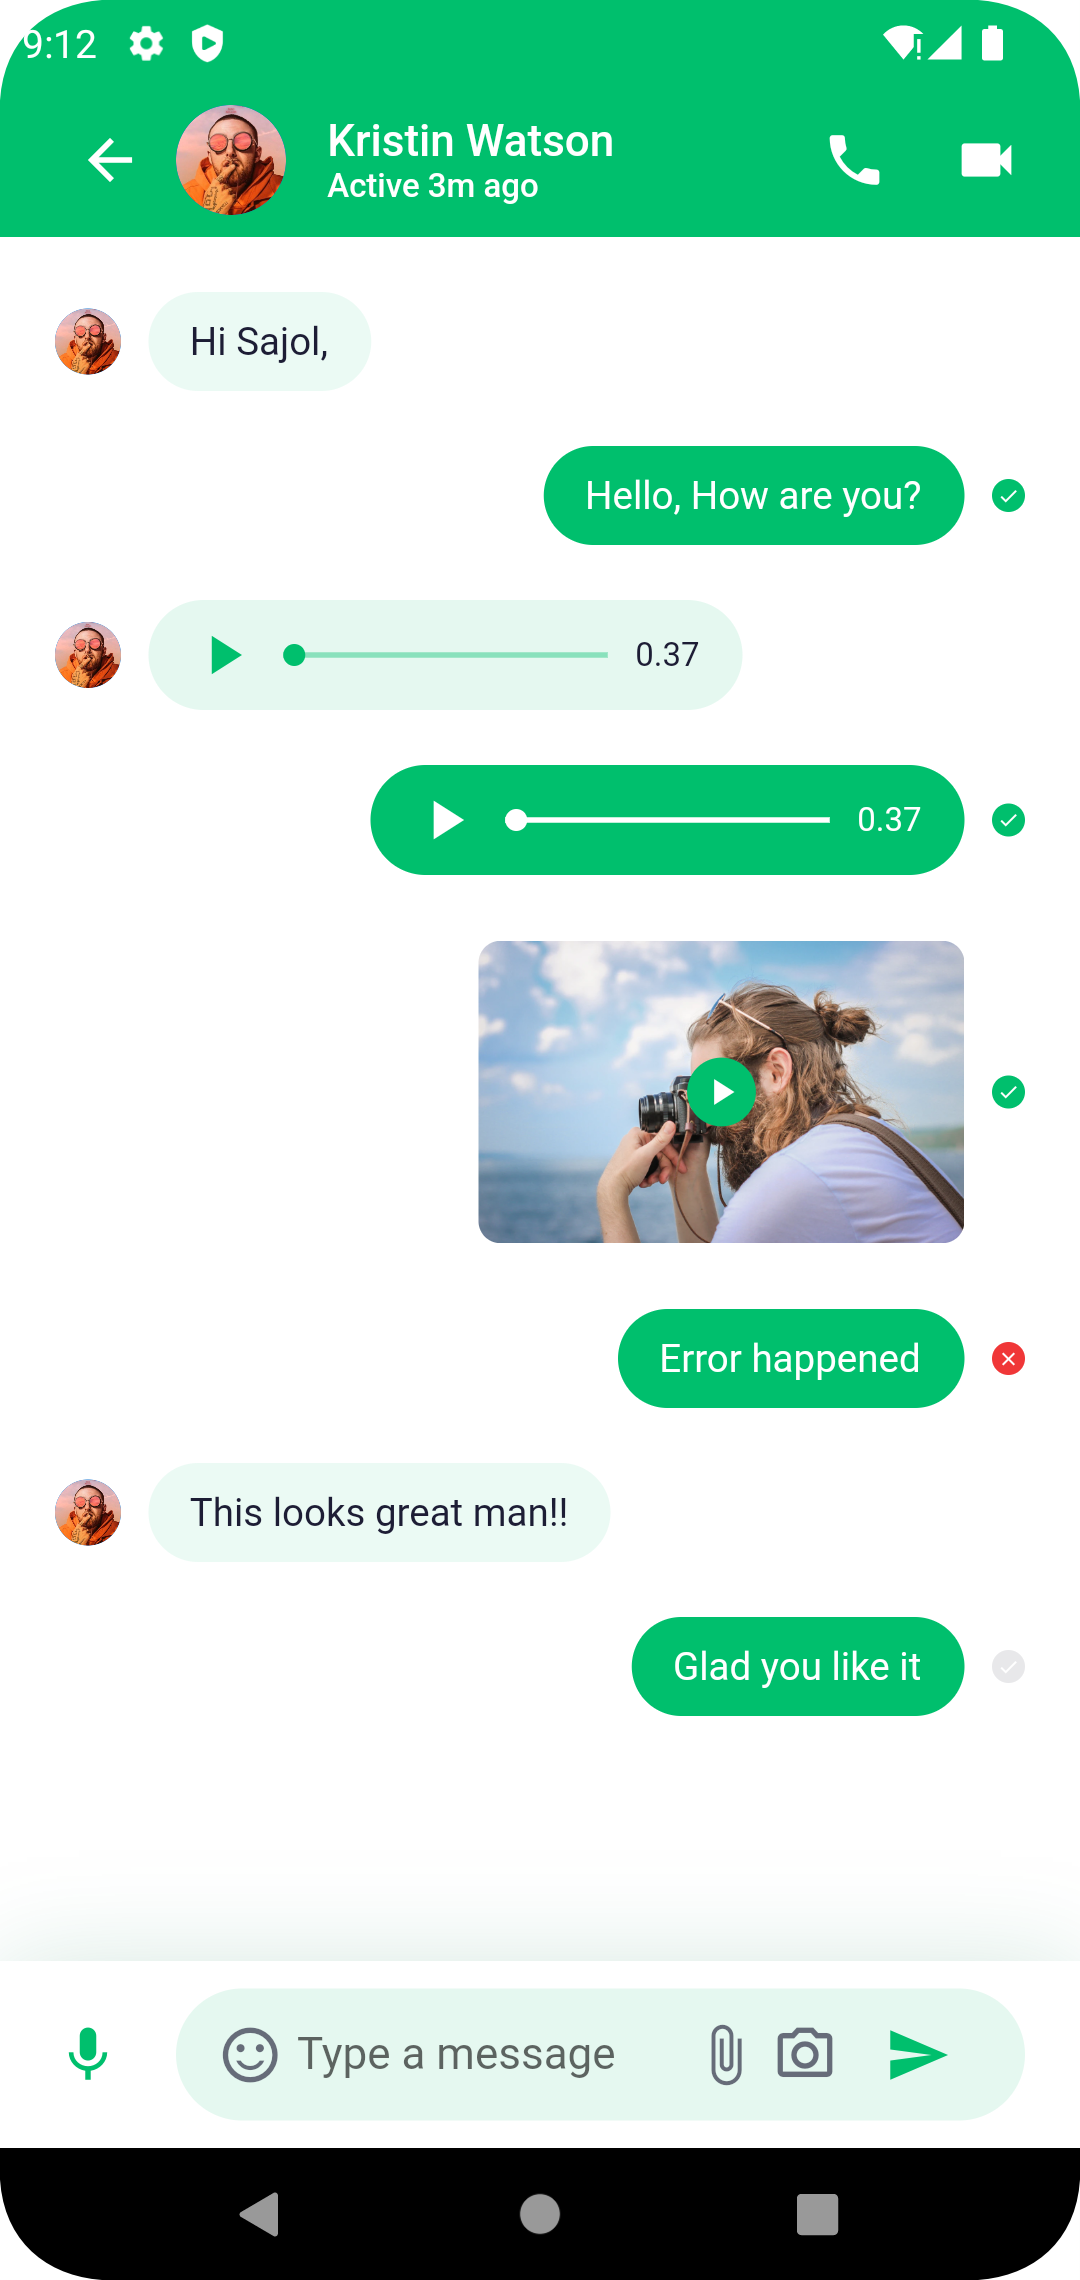 9:12
Kristin Watson
Active 3m ago
Hi Sajol,
Hello, How are you?
0.37
0.37
Error happened
This looks great man!!
Glad you like it
Type a message